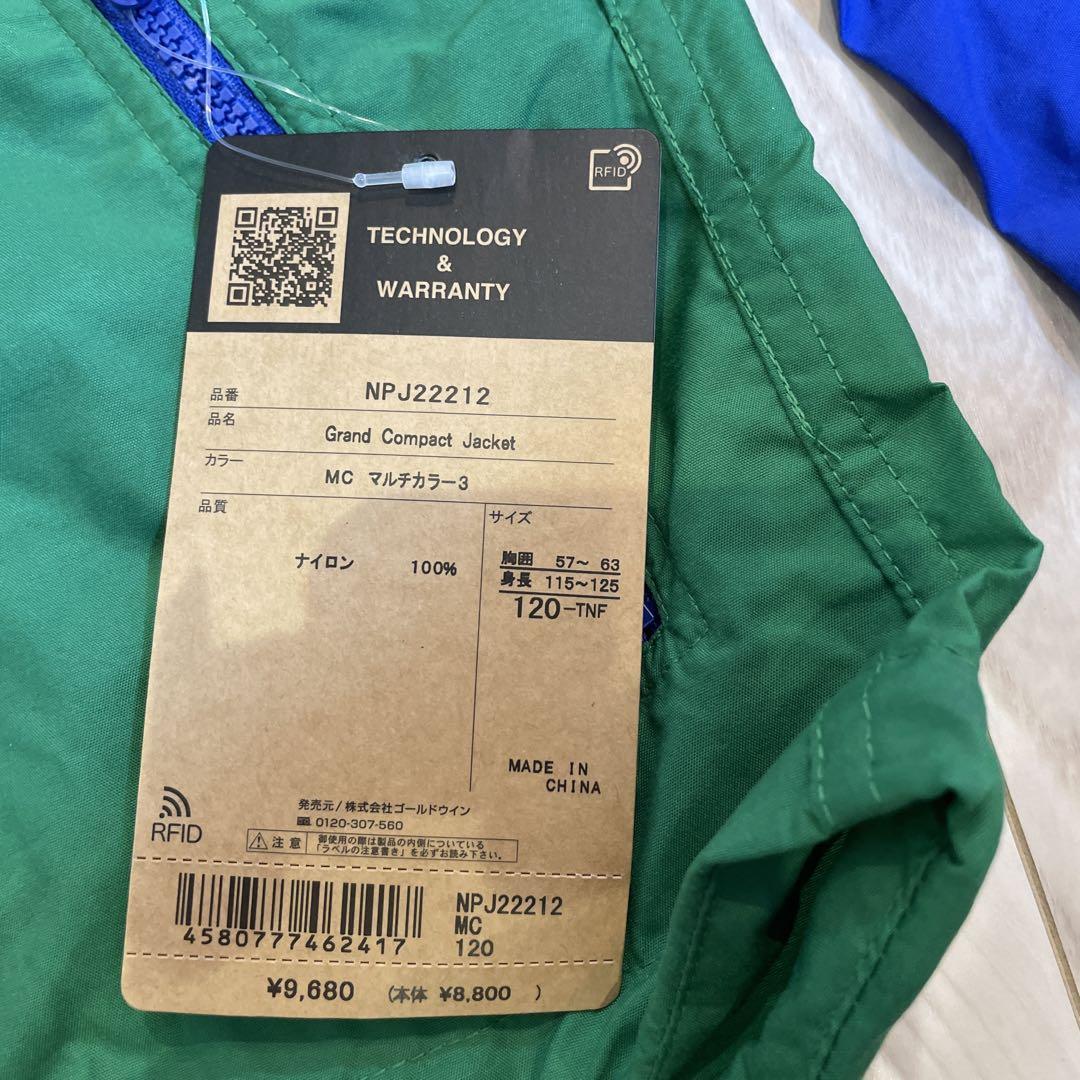 RFID
TECHNOLOGY
&
WARRANTY
品番 NPJ22212
品名 Grand Compact Jacket
カラー MC マルチカラー3
品質
ナイロン 100%
サイズ
胸囲 57～ 63
身長 115～125
120-TNF
MADE IN
CHINA
RFID
発売元/株式会社ゴールドウイン
0120-307-560
注意 御使用の際は製品の内側についている
「ラベルの注意書き」を必ずお読み下さい。
4580777462417
NPJ22212
MC
120
¥9,680 (本体 ¥8,800 )